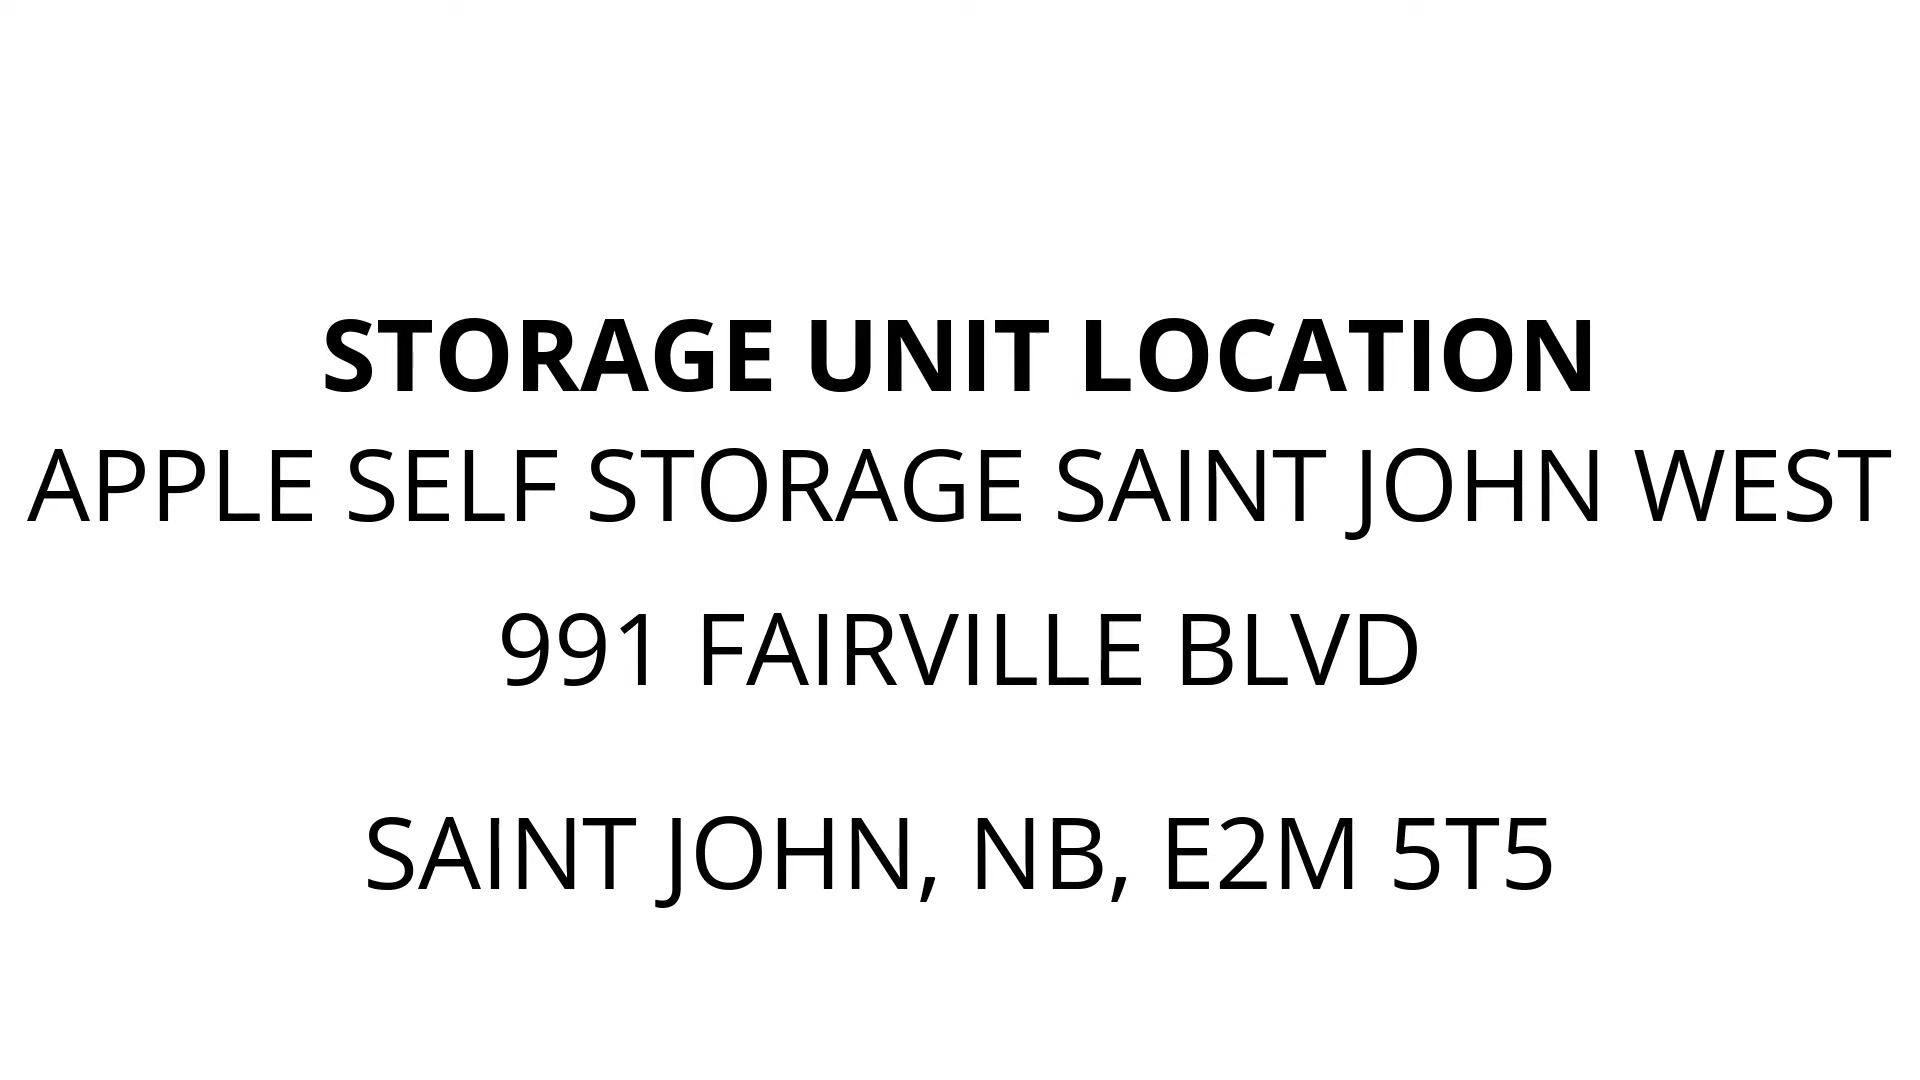 STORAGE UNIT LOCATION
APPLE SELF STORAGE SAINT JOHN WEST
991 FAIRVILLE BLVD
SAINT JOHN, NB, E2M 5T5